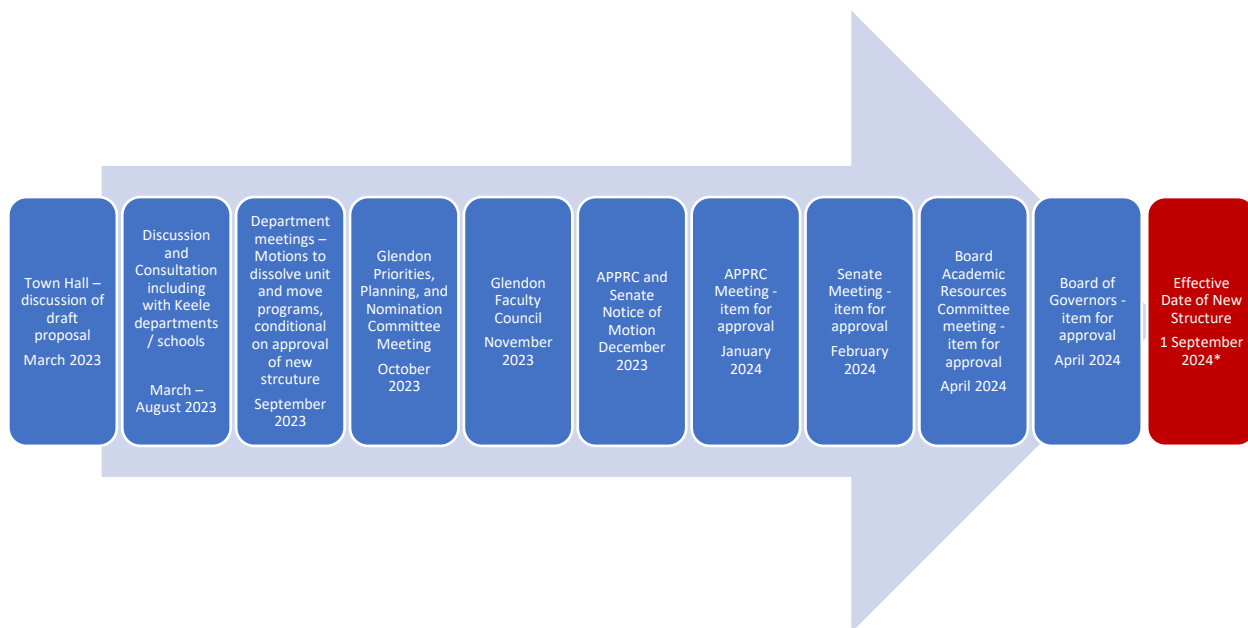 Town Hall –
discussion of
draft
proposal
March 2023
Discussion
and
Consultation
including
with Keele
departments
/ schools
March –
August 2023
Department
meetings –
Motions to
dissolve unit
and move
programs,
conditional
on approval
of new
strcuture
September
2023
Glendon
Priorities,
Planning, and
Nomination
Committee
Meeting
October
2023
Glendon
Faculty
Council
November
2023
APPRC and
Senate
Notice of
Motion
December
2023
APPRC
Meeting -
item for
approval
January
2024
Senate
Meeting -
item for
approval
February
2024
Board
Academic
Resources
Committee
meeting -
item for
approval
April 2024
Board of
Governors -
item for
approval
April 2024
Effective
Date of New
Structure
1 September
2024*